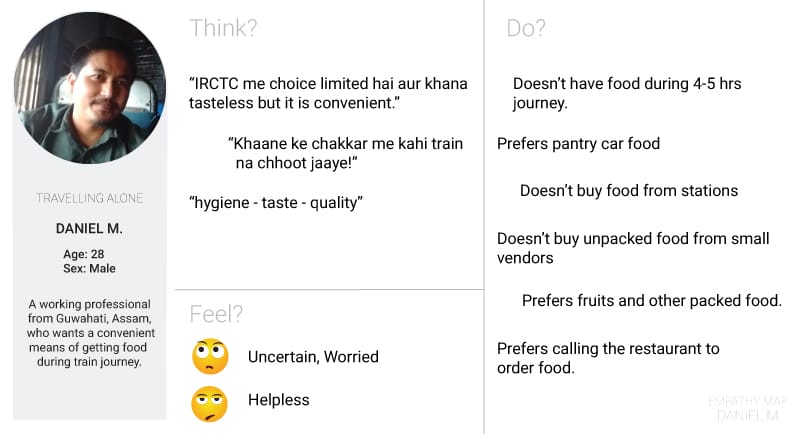 Think?
“IRCTC me choice limited hai aur khana
tasteless but it is convenient.”
“Khaane ke chakkar me kahi train
na chhoot jaaye!”
“hygiene - taste - quality”
Feel?
Uncertain, Worried
Helpless
Do?
Doesn’t have food during 4-5 hrs
journey.
Prefers pantry car food
Doesn’t buy food from stations
Doesn’t buy unpacked food from small
vendors
Prefers fruits and other packed food.
Prefers calling the restaurant to
order food.
TRAVELLING ALONE
DANIEL M.
Age: 28
Sex: Male
A working professional
from Guwahati, Assam,
who wants a convenient
means of getting food
during train journey.
EMPATHY MAP
DANIEL M